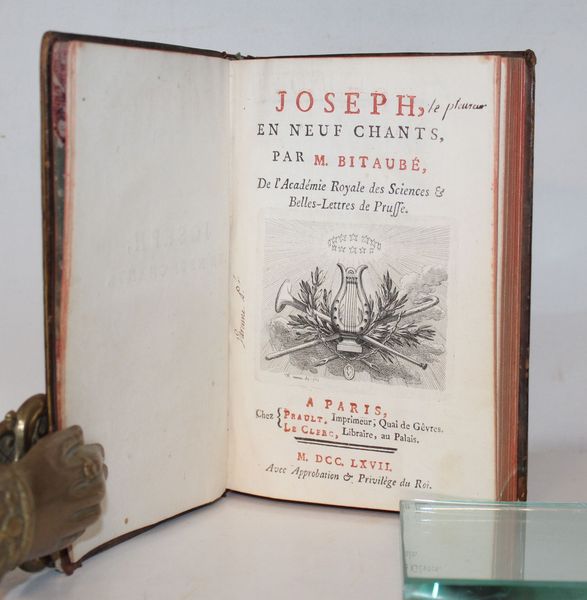 JOSEPH, le pleureur
EN NEUF CHANTS,
PAR M. BITAUBÉ,
De l'Académie Royale des Sciences &
Belles-Lettres de Prusse.
A PARIS,
Chez { PRAULT, Imprimeur, Quai de Gêvres.
LE CLERC, Libraire, au Palais.
M. DCC. LXVII.
Avec Approbation & Privilége du Roi.